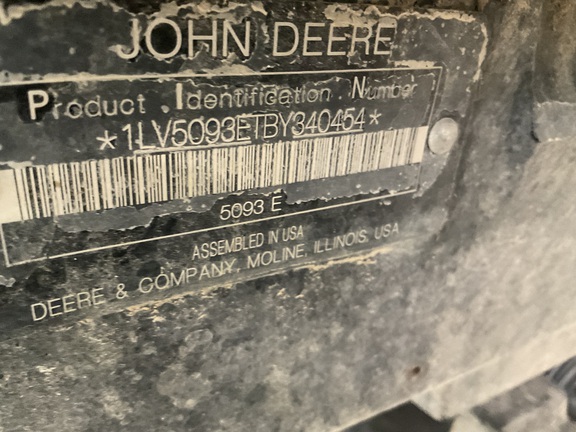 JOHN DEERE
Product Identification Number
*1LV5093ETBY340454*
5093 E
ASSEMBLED IN USA
DEERE & COMPANY, MOLINE, ILLINOIS, USA